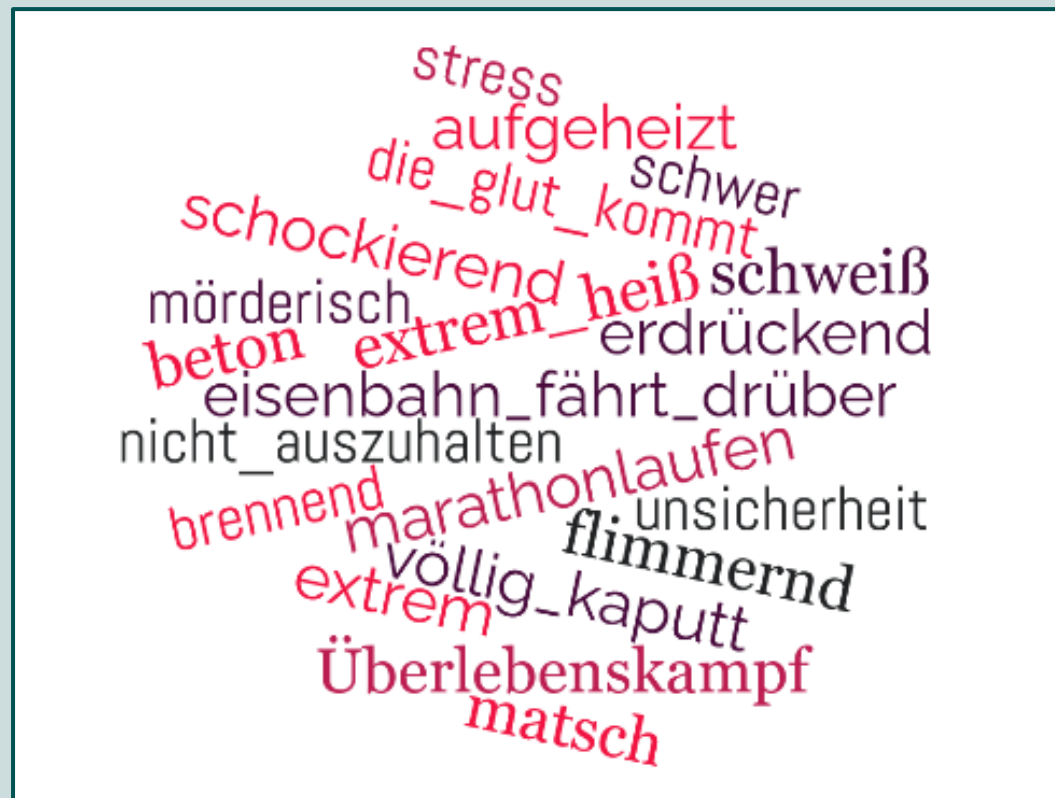 stress
aufgeheizt
die_glut_kommt
schwer
schockierend
extrem_heiß
schweiß
mörderisch
beton
erdrückend
eisenbahn_fährt_drüber
nicht_auszuhalten
marathonlaufen
brennend
unsicherheit
flimmernd
völlig_kaputt
extrem
Überlebenskampf
matsch